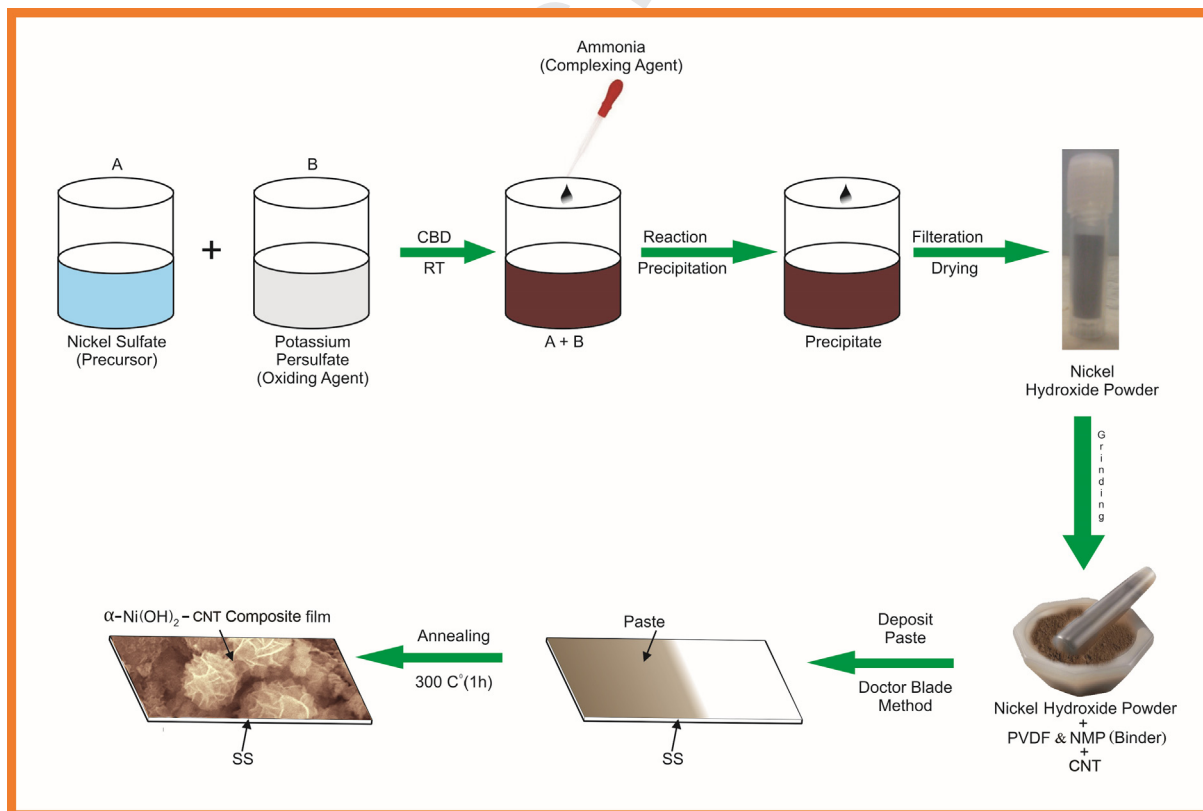 Ammonia
(Complexing Agent)
A
B
+
CBD
RT
Reaction
Precipitation
Filteration
Drying
Nickel Sulfate
(Precursor)
Potassium
Persulfate
(Oxiding Agent)
A + B
Precipitate
Nickel
Hydroxide Powder
Grinding
α-Ni(OH)₂-CNT Composite film
Annealing
300 C°(1h)
Paste
Deposit
Paste
Doctor Blade
Method
SS
SS
Nickel Hydroxide Powder
+
PVDF & NMP (Binder)
+
CNT